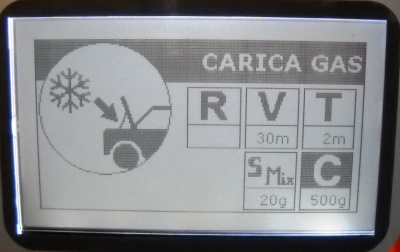 CARICA GAS
R V T
30m 2m
S Mix C
20g 500g